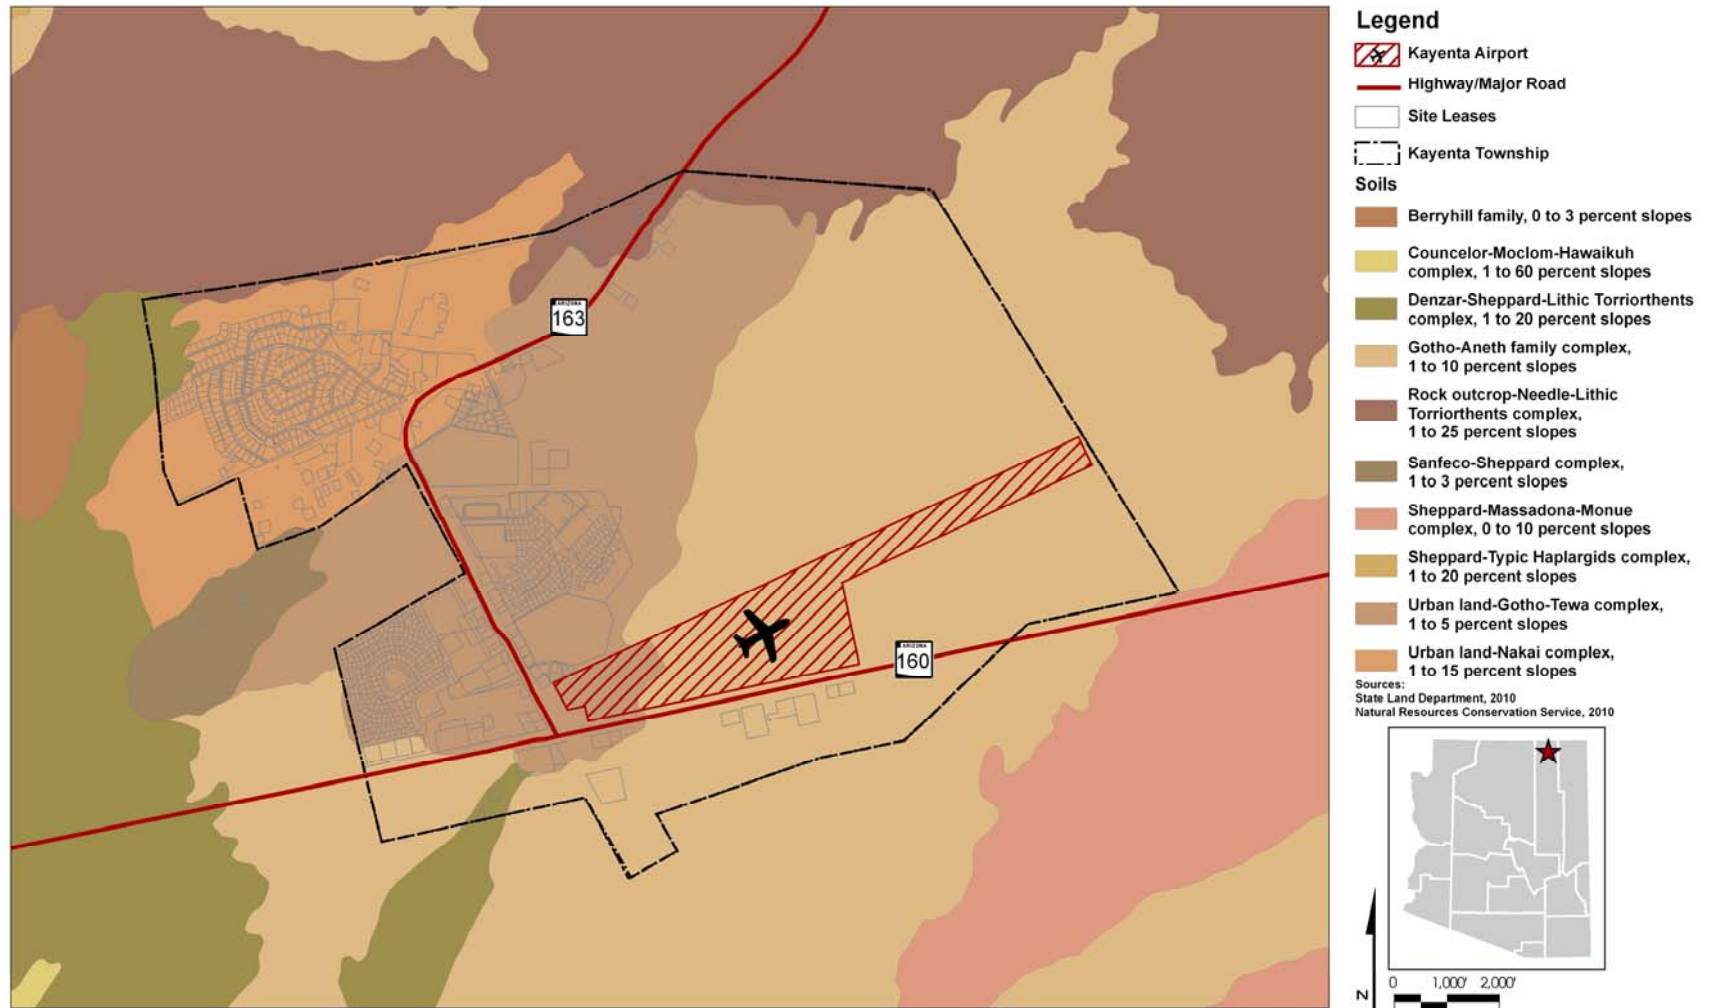 ARIZONA
163
ARIZONA
160
Legend
Kayenta Airport
Highway/Major Road
Site Leases
Kayenta Township
Soils
Berryhill family, 0 to 3 percent slopes
Councelor-Moclom-Hawaikuh
complex, 1 to 60 percent slopes
Denzar-Sheppard-Lithic Torriorthents
complex, 1 to 20 percent slopes
Gotho-Aneth family complex,
1 to 10 percent slopes
Rock outcrop-Needle-Lithic
Torriorthents complex,
1 to 25 percent slopes
Sanfeco-Sheppard complex,
1 to 3 percent slopes
Sheppard-Massadona-Monue
complex, 0 to 10 percent slopes
Sheppard-Typic Haplargids complex,
1 to 20 percent slopes
Urban land-Gotho-Tewa complex,
1 to 5 percent slopes
Urban land-Nakai complex,
1 to 15 percent slopes
Sources:
State Land Department, 2010
Natural Resources Conservation Service, 2010
0 1,000' 2,000'
N